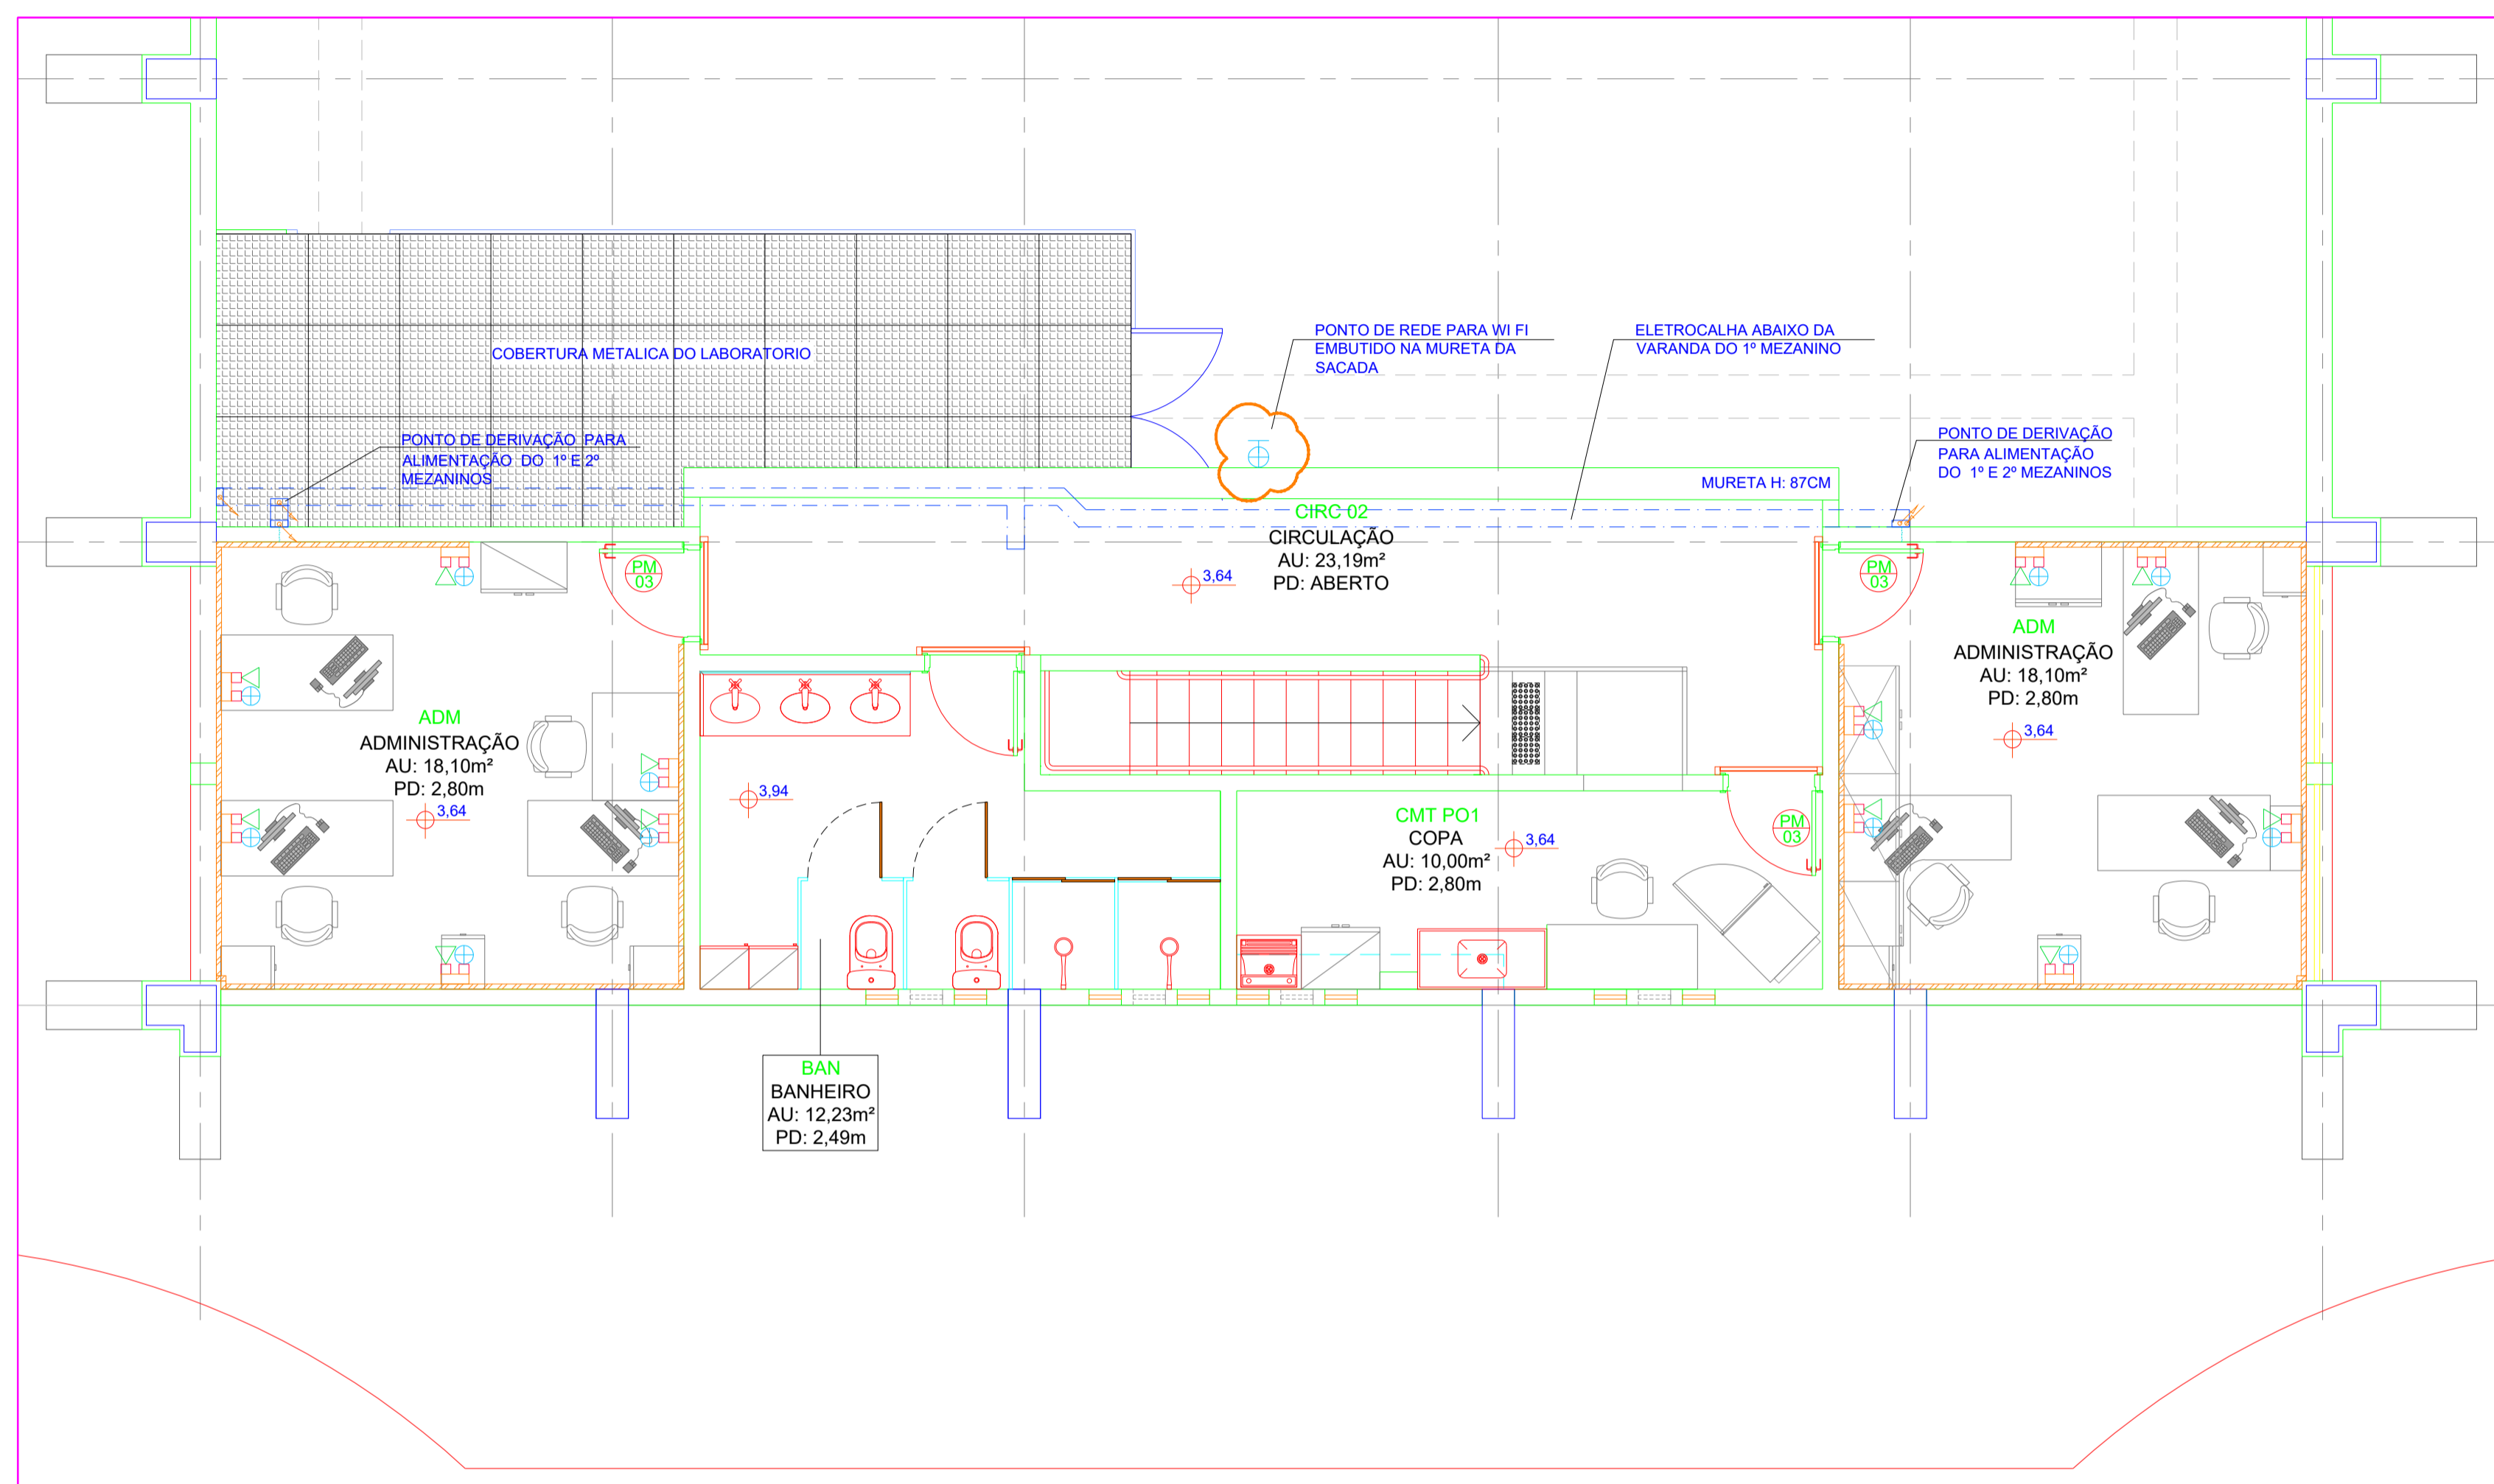 COBERTURA METALICA DO LABORATORIO
PONTO DE REDE PARA WI FI
EMBUTIDO NA MURETA DA
SACADA
ELETROCALHA ABAIXO DA
VARANDA DO 1º MEZANINO
PONTO DE DERIVAÇÃO PARA
ALIMENTAÇÃO DO 1º E 2º
MEZANINOS
PONTO DE DERIVAÇÃO
PARA ALIMENTAÇÃO
DO 1º E 2º MEZANINOS
MURETA H: 87CM
CIRC 02
CIRCULAÇÃO
AU: 23,19m²
PD: ABERTO
3,64
PM
03
PM
03
ADM
ADMINISTRAÇÃO
AU: 18,10m²
PD: 2,80m
3,64
ADM
ADMINISTRAÇÃO
AU: 18,10m²
PD: 2,80m
3,64
3,94
CMT PO1
COPA
AU: 10,00m²
PD: 2,80m
3,64
PM
03
BAN
BANHEIRO
AU: 12,23m²
PD: 2,49m